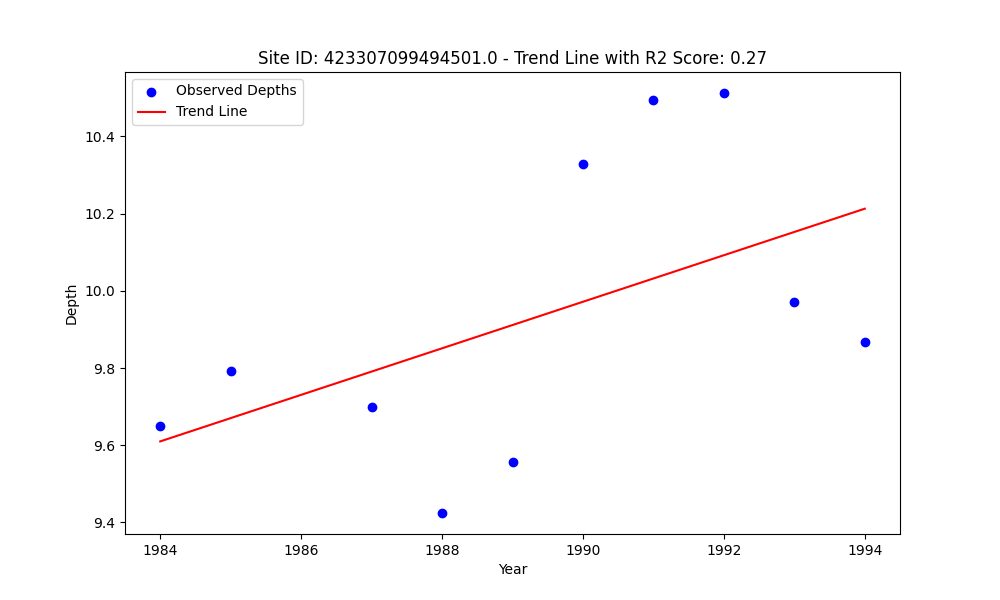 Site ID: 423307099494501.0 - Trend Line with R2 Score: 0.27
Observed Depths
Trend Line
Depth
10.4
10.2
10.0
9.8
9.6
9.4
1984
1986
1988
1990
1992
1994
Year